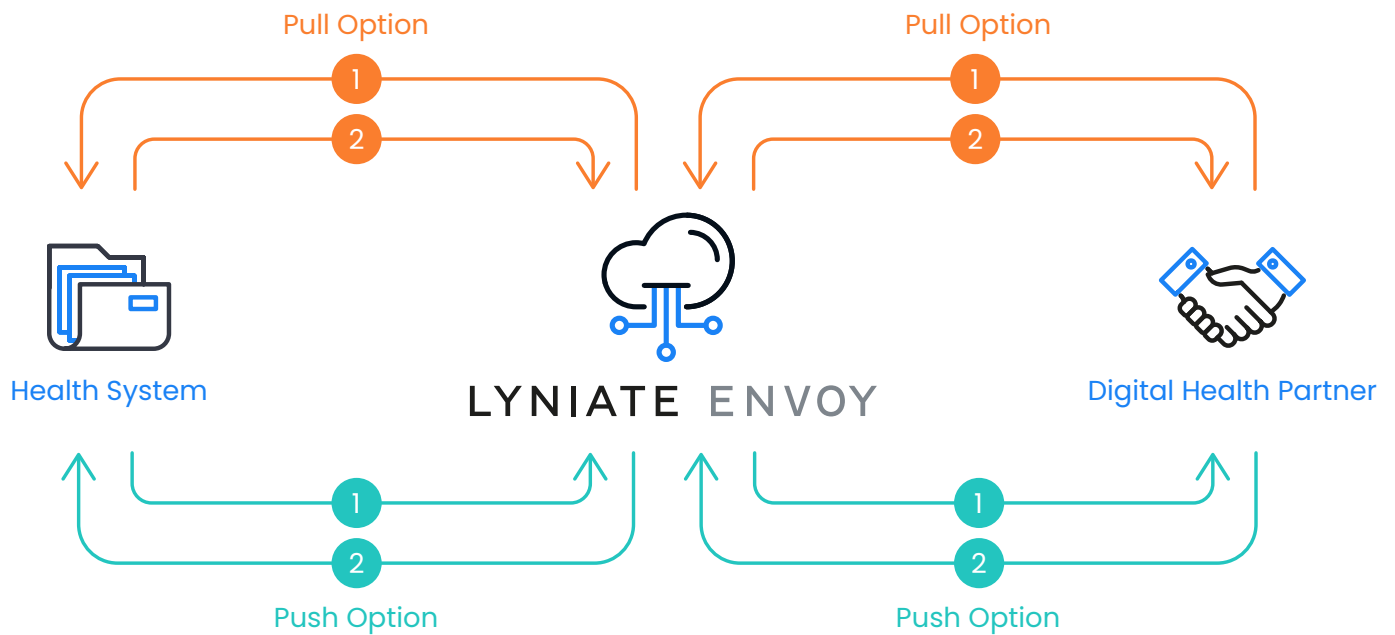 Pull Option
Pull Option
1
1
2
2
Health System
LYNIATE ENVOY
Digital Health Partner
1
1
2
2
Push Option
Push Option